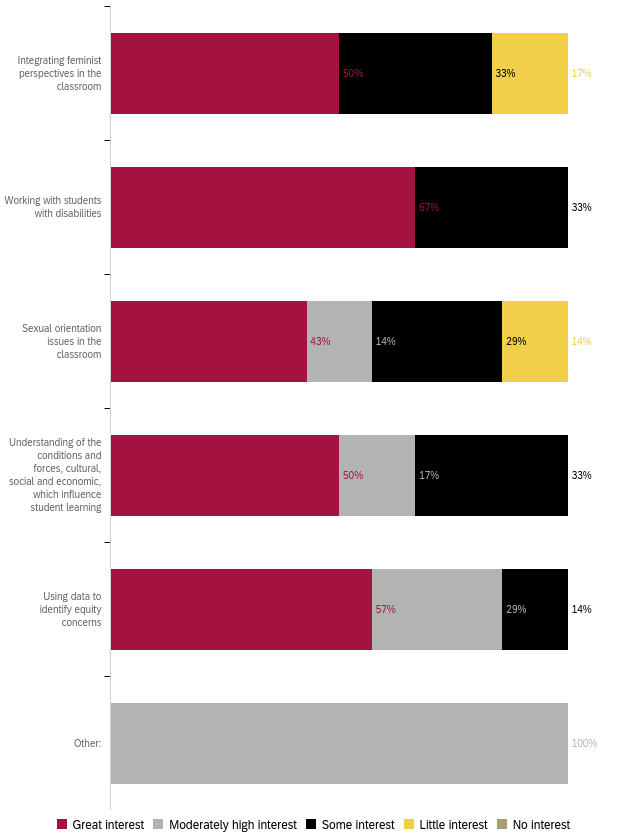 Integrating feminist
perspectives in the
classroom
50%
33%
17%
Working with students
with disabilities
67%
33%
Sexual orientation
issues in the
classroom
43%
14%
29%
14%
Understanding of the
conditions and
forces, cultural,
social and economic,
which influence
student learning
50%
17%
33%
Using data to
identify equity
concerns
57%
29%
14%
Other:
100%
Great interest Moderately high interest Some interest Little interest No interest